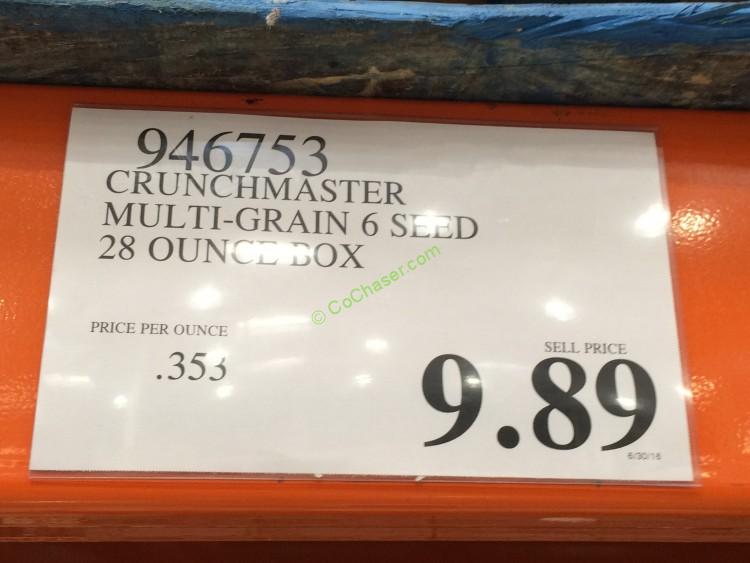 946753
CRUNCHMASTER
MULTI-GRAIN 6 SEED
28 OUNCE BOX
© CoChaser.com
PRICE PER OUNCE
.353
SELL PRICE
9.89
6/30/16